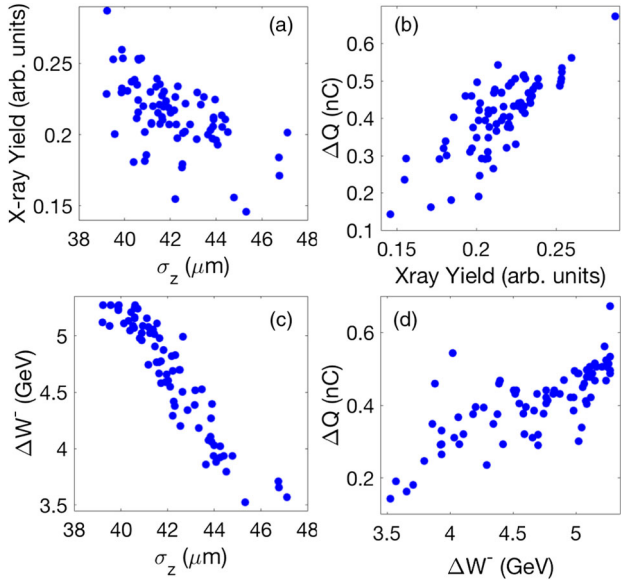 (a)
X-ray Yield (arb. units)
0.25
0.2
0.15
38 40 42 44 46 48
σz (μm)
(b)
ΔQ (nC)
0.7
0.6
0.5
0.4
0.3
0.2
0.1
0.15 0.2 0.25
Xray Yield (arb. units)
(c)
ΔW⁻ (GeV)
5
4.5
4
3.5
38 40 42 44 46 48
σz (μm)
(d)
ΔQ (nC)
0.6
0.4
0.2
3.5 4 4.5 5
ΔW⁻ (GeV)